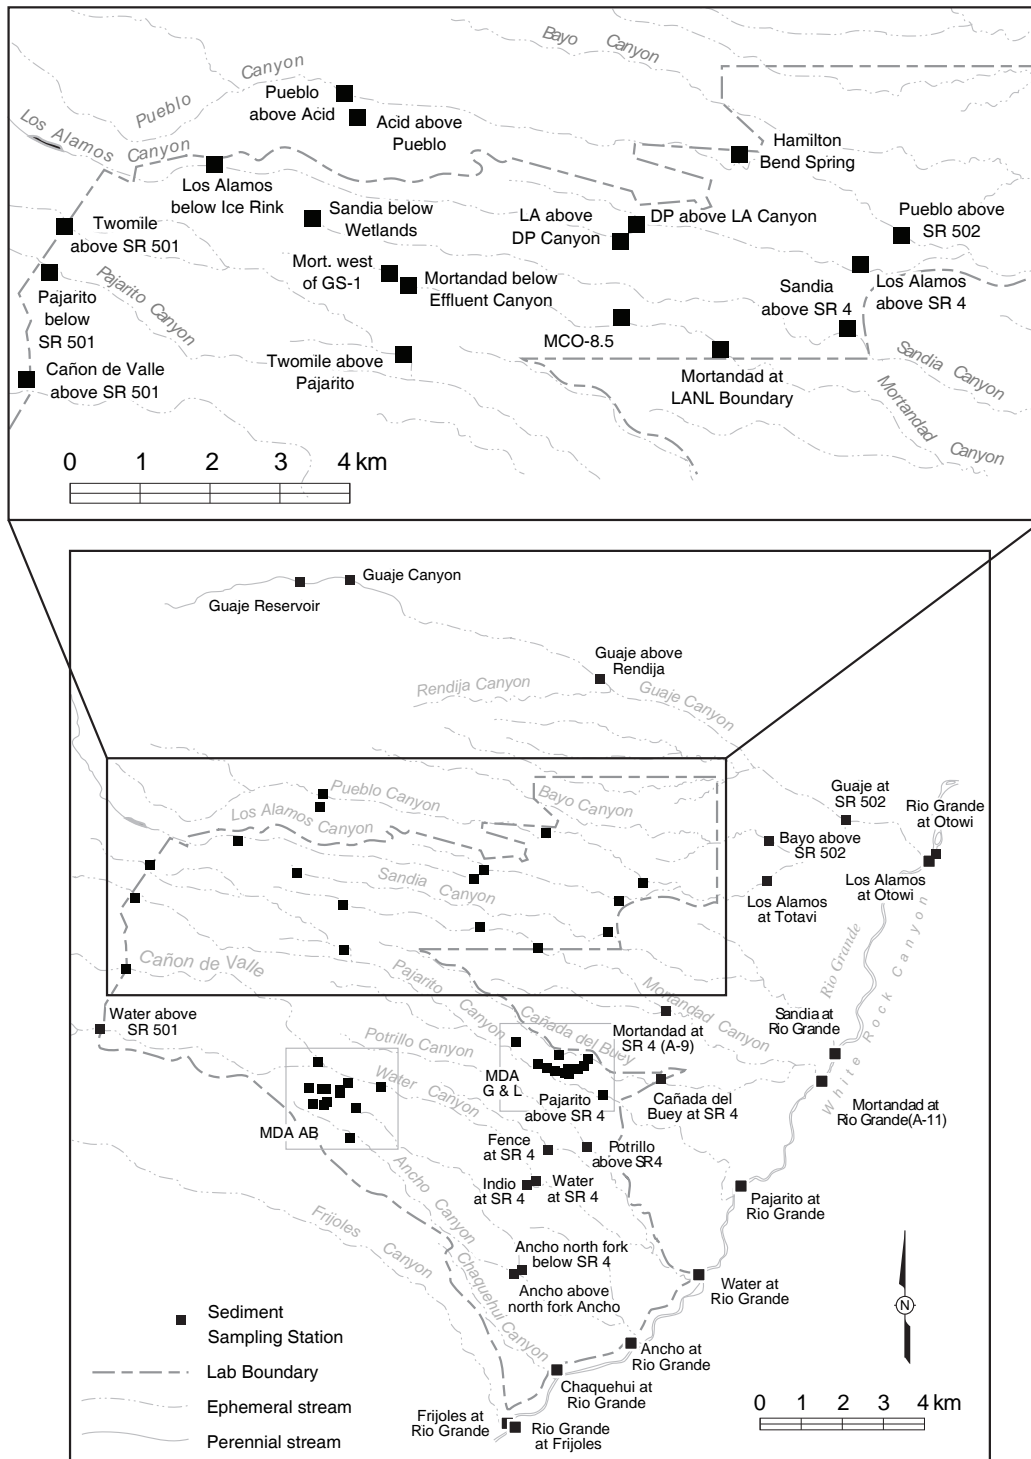 Bayo Canyon
Pueblo Canyon
Pueblo
above Acid
Acid above
Pueblo
Los Alamos Canyon
Hamilton
Bend Spring
Los Alamos
below Ice Rink
Sandia below
Wetlands
LA above
DP Canyon
DP above LA Canyon
Pueblo above
SR 502
Twomile
above SR 501
Mort. west
of GS-1
Mortandad below
Effluent Canyon
Los Alamos
above SR 4
Sandia
above SR 4
Pajarito Canyon
Pajarito
below
SR 501
MCO-8.5
Twomile above
Pajarito
Cañon de Valle
above SR 501
Mortandad at
LANL Boundary
Sandia Canyon
Mortandad Canyon
0 1 2 3 4 km
Guaje Canyon
Guaje Reservoir
Guaje above
Rendija
Rendija Canyon
Guaje Canyon
Pueblo Canyon
Los Alamos Canyon
Bayo Canyon
Guaje at
SR 502
Rio Grande
at Otowi
Bayo above
SR 502
Los Alamos
at Otowi
Los Alamos
at Totavi
Sandia Canyon
Cañon de Valle
Pajarito Canyon
Rio Grande
White Rock Canyon
Water above
SR 501
Cañada del Buey
Mortandad Canyon
Mortandad at
SR 4 (A-9)
Sandia at
Rio Grande
Potrillo Canyon
Water Canyon
MDA
G & L
Pajarito
above SR 4
Cañada del
Buey at SR 4
Mortandad at
Rio Grande(A-11)
MDA AB
Fence
at SR 4
Potrillo
above SR4
Indio
at SR 4
Water
at SR 4
Pajarito at
Rio Grande
Ancho Canyon
Frijoles Canyon
Chaquehui Canyon
Ancho north fork
below SR 4
Ancho above
north fork Ancho
Water at
Rio Grande
N
Sediment
Sampling Station
Lab Boundary
Ephemeral stream
Perennial stream
Ancho at
Rio Grande
Chaquehui at
Rio Grande
Frijoles at
Rio Grande
Rio Grande
at Frijoles
0 1 2 3 4 km